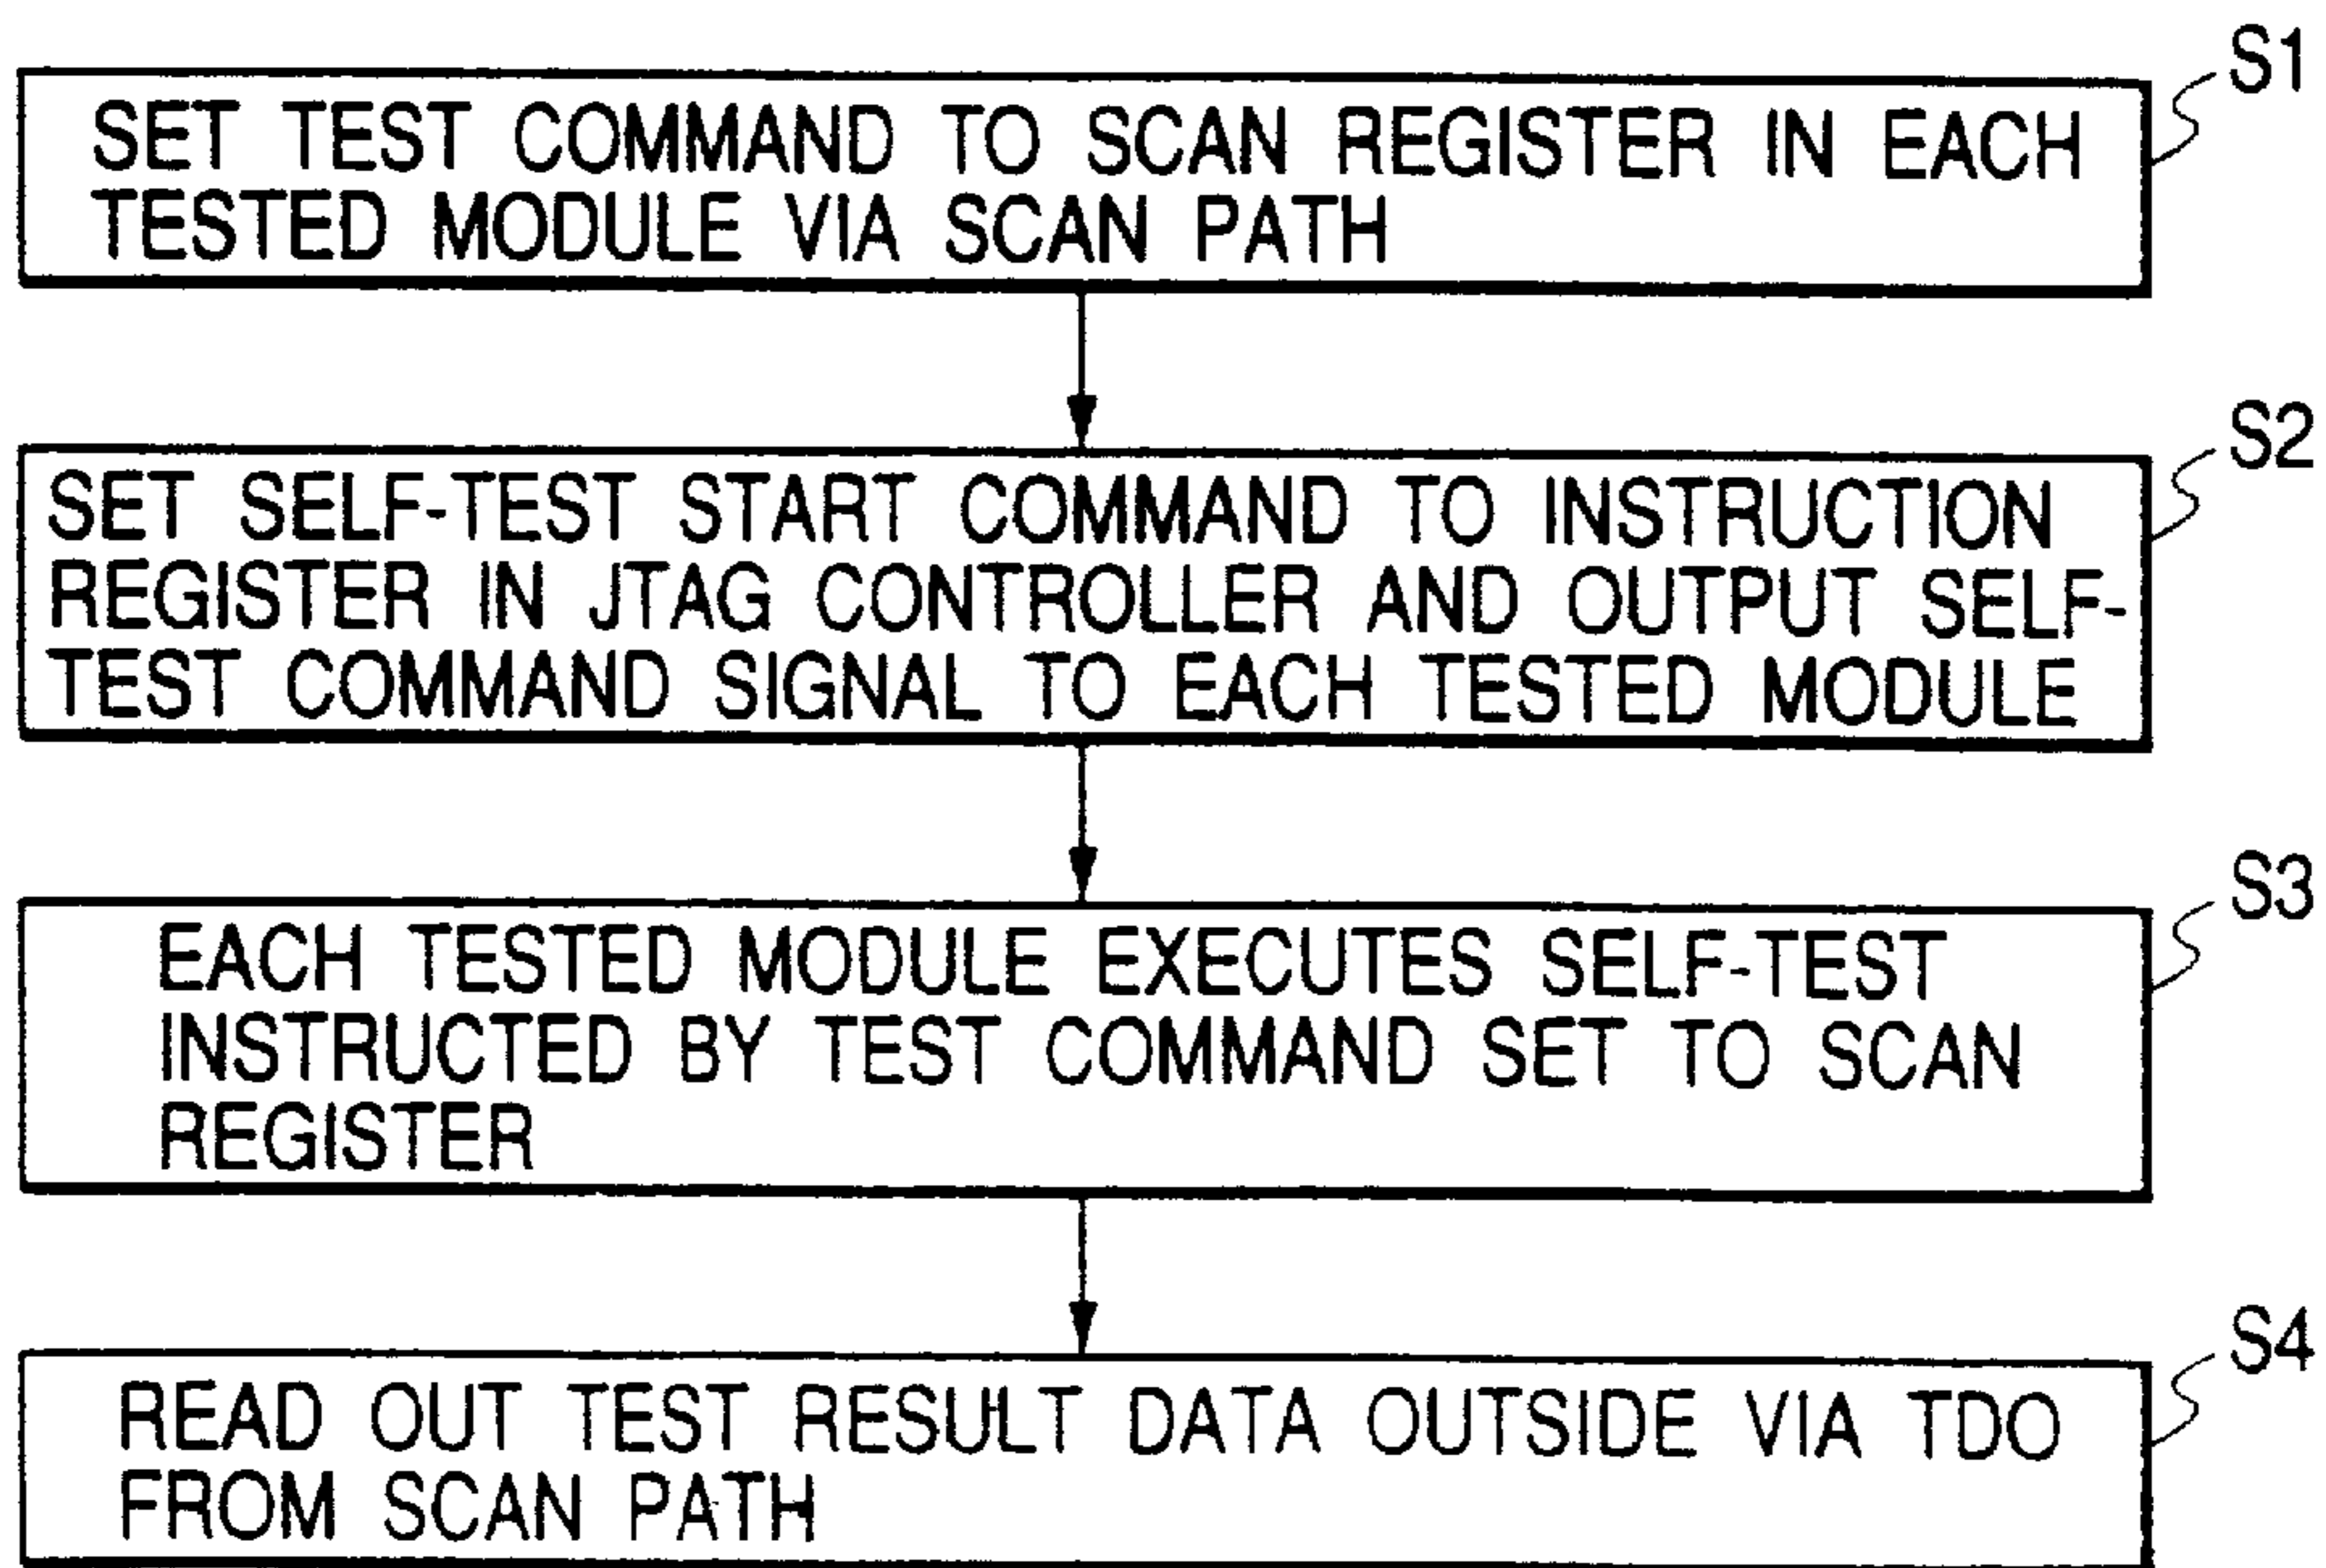 S1
SET TEST COMMAND TO SCAN REGISTER IN EACH
TESTED MODULE VIA SCAN PATH
S2
SET SELF-TEST START COMMAND TO INSTRUCTION
REGISTER IN JTAG CONTROLLER AND OUTPUT SELF-
TEST COMMAND SIGNAL TO EACH TESTED MODULE
S3
EACH TESTED MODULE EXECUTES SELF-TEST
INSTRUCTED BY TEST COMMAND SET TO SCAN
REGISTER
S4
READ OUT TEST RESULT DATA OUTSIDE VIA TDO
FROM SCAN PATH